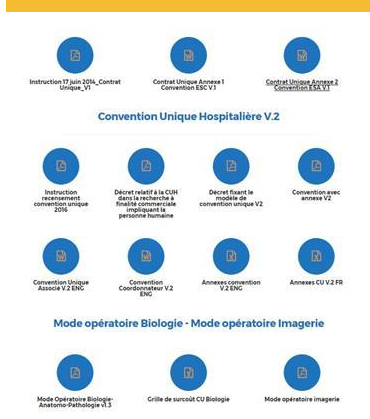 Instruction 17 juin 2014_Contrat
Unique_V1
Contrat Unique Annexe 1
Convention ESC V.1
Contrat Unique Annexe 2
Convention ESA V.1
Convention Unique Hospitalière V.2
Instruction
recensement
convention unique
2016
Décret relatif à la CUH
dans la recherche à
finalité commerciale
impliquant la
personne humaine
Décret fixant le
modèle de
convention unique V2
Convention avec
annexe V2
Convention Unique
Associé V.2 ENG
Convention
Coordonnateur V.2
ENG
Annexes convention
V.2 ENG
Annexes CU V.2 FR
Mode opératoire Biologie - Mode opératoire Imagerie
Mode Opératoire Biologie-
Anatomo-Pathologie v1.3
Grille de surcoût CU Biologie
Mode opératoire imagerie